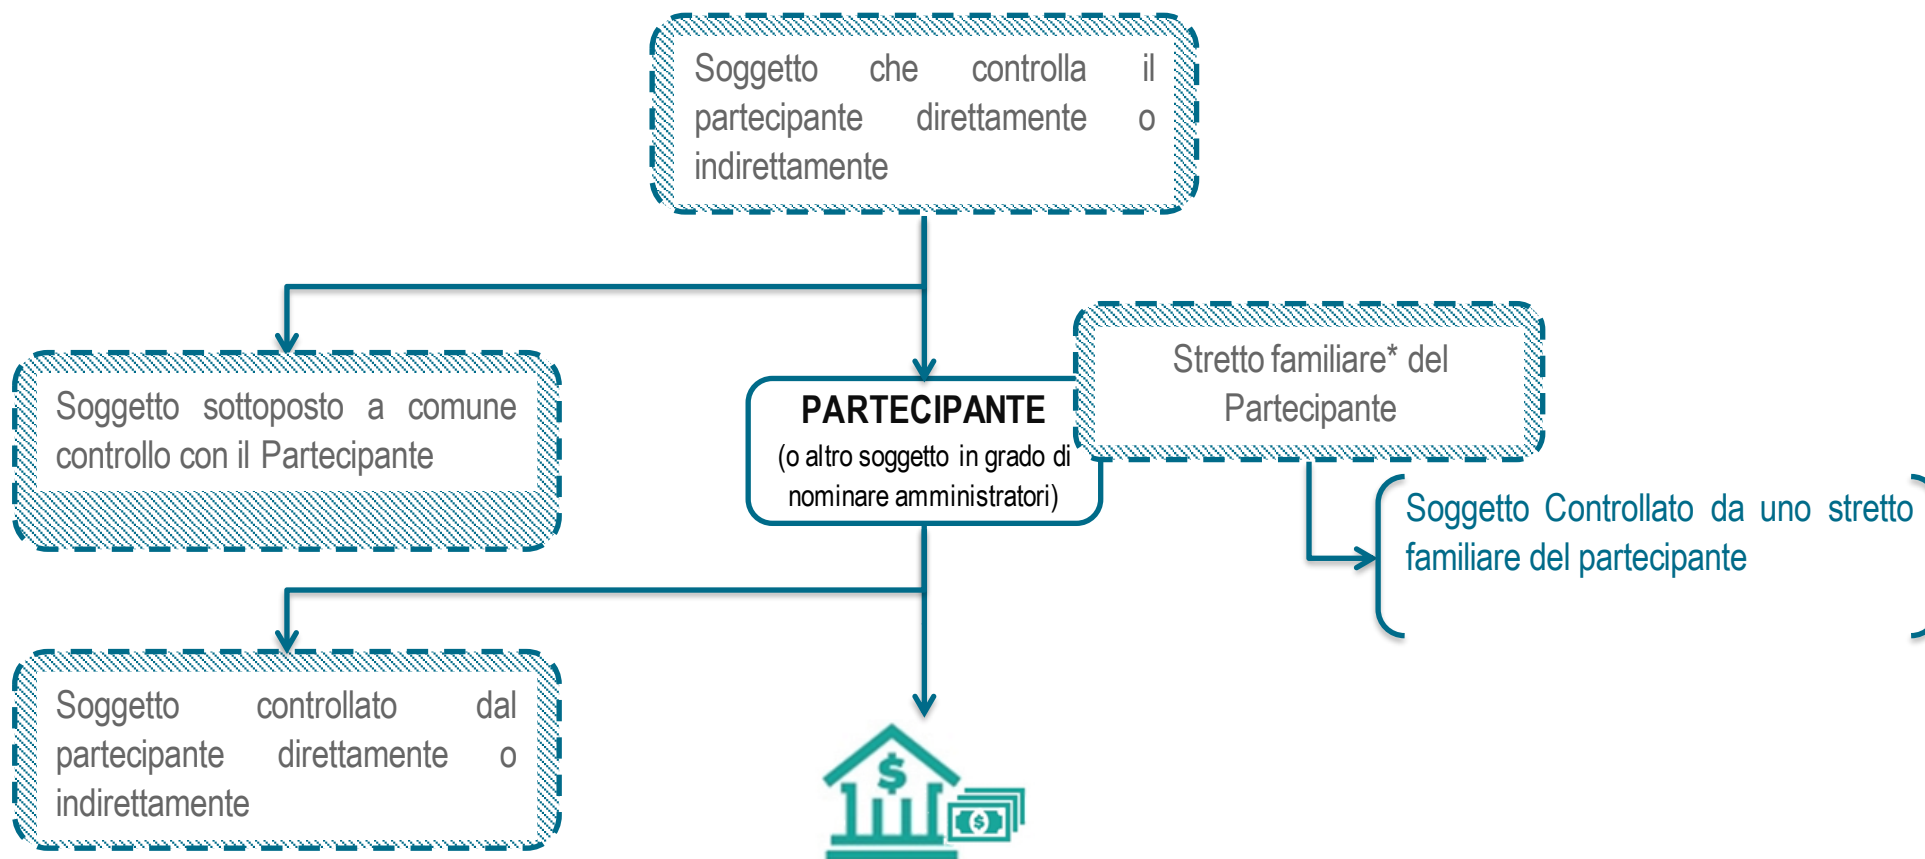 Soggetto che controlla il
partecipante direttamente o
indirettamente
Stretto familiare* del
Partecipante
Soggetto sottoposto a comune
controllo con il Partecipante
PARTECIPANTE
(o altro soggetto in grado di
nominare amministratori)
Soggetto Controllato da uno stretto
familiare del partecipante
Soggetto controllato dal
partecipante direttamente o
indirettamente
$
$